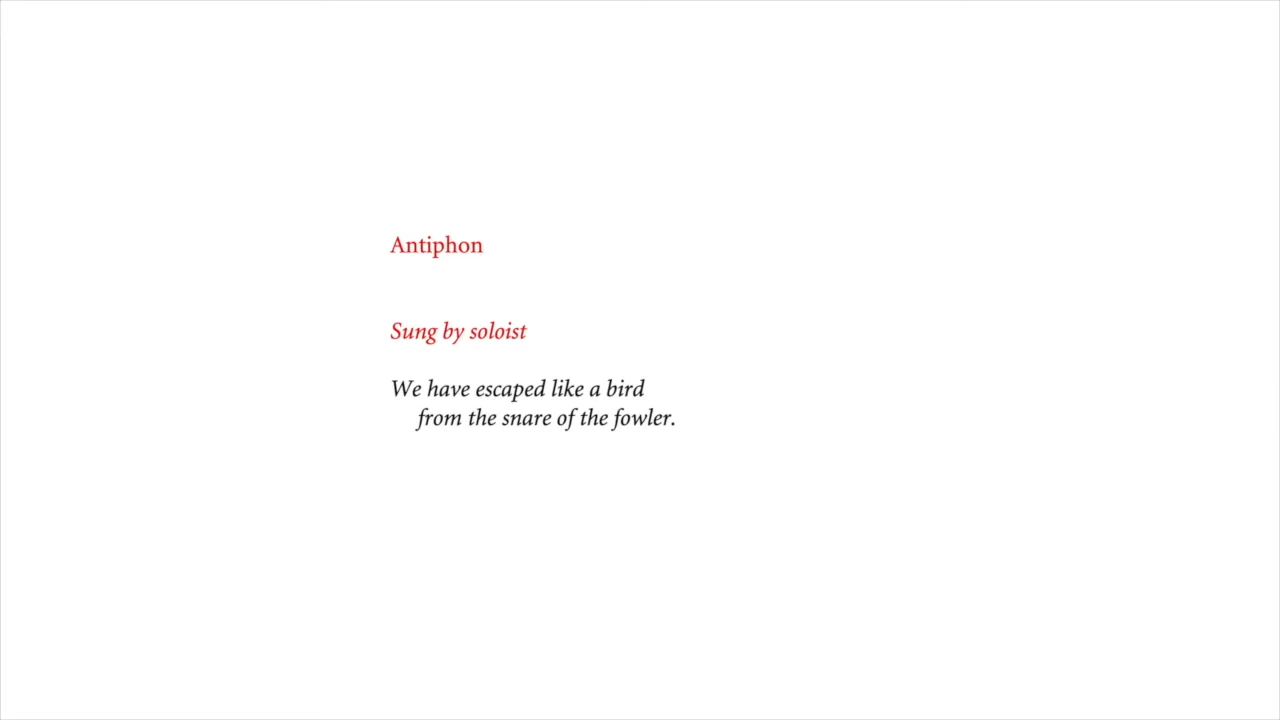 Antiphon
Sung by soloist
We have escaped like a bird
from the snare of the fowler.